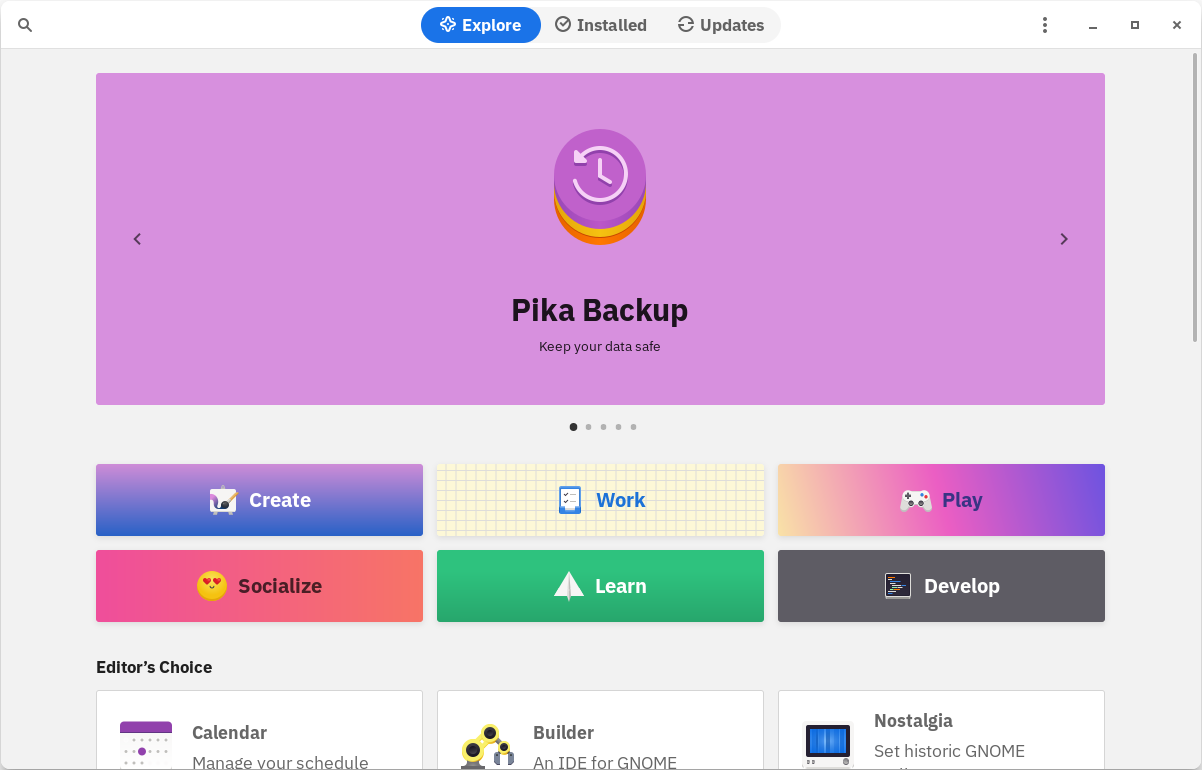 Explore
Installed
Updates
Pika Backup
Keep your data safe
Create
Work
Play
Socialize
Learn
Develop
Editor’s Choice
Calendar
Manage your schedule
Builder
An IDE for GNOME
Nostalgia
Set historic GNOME